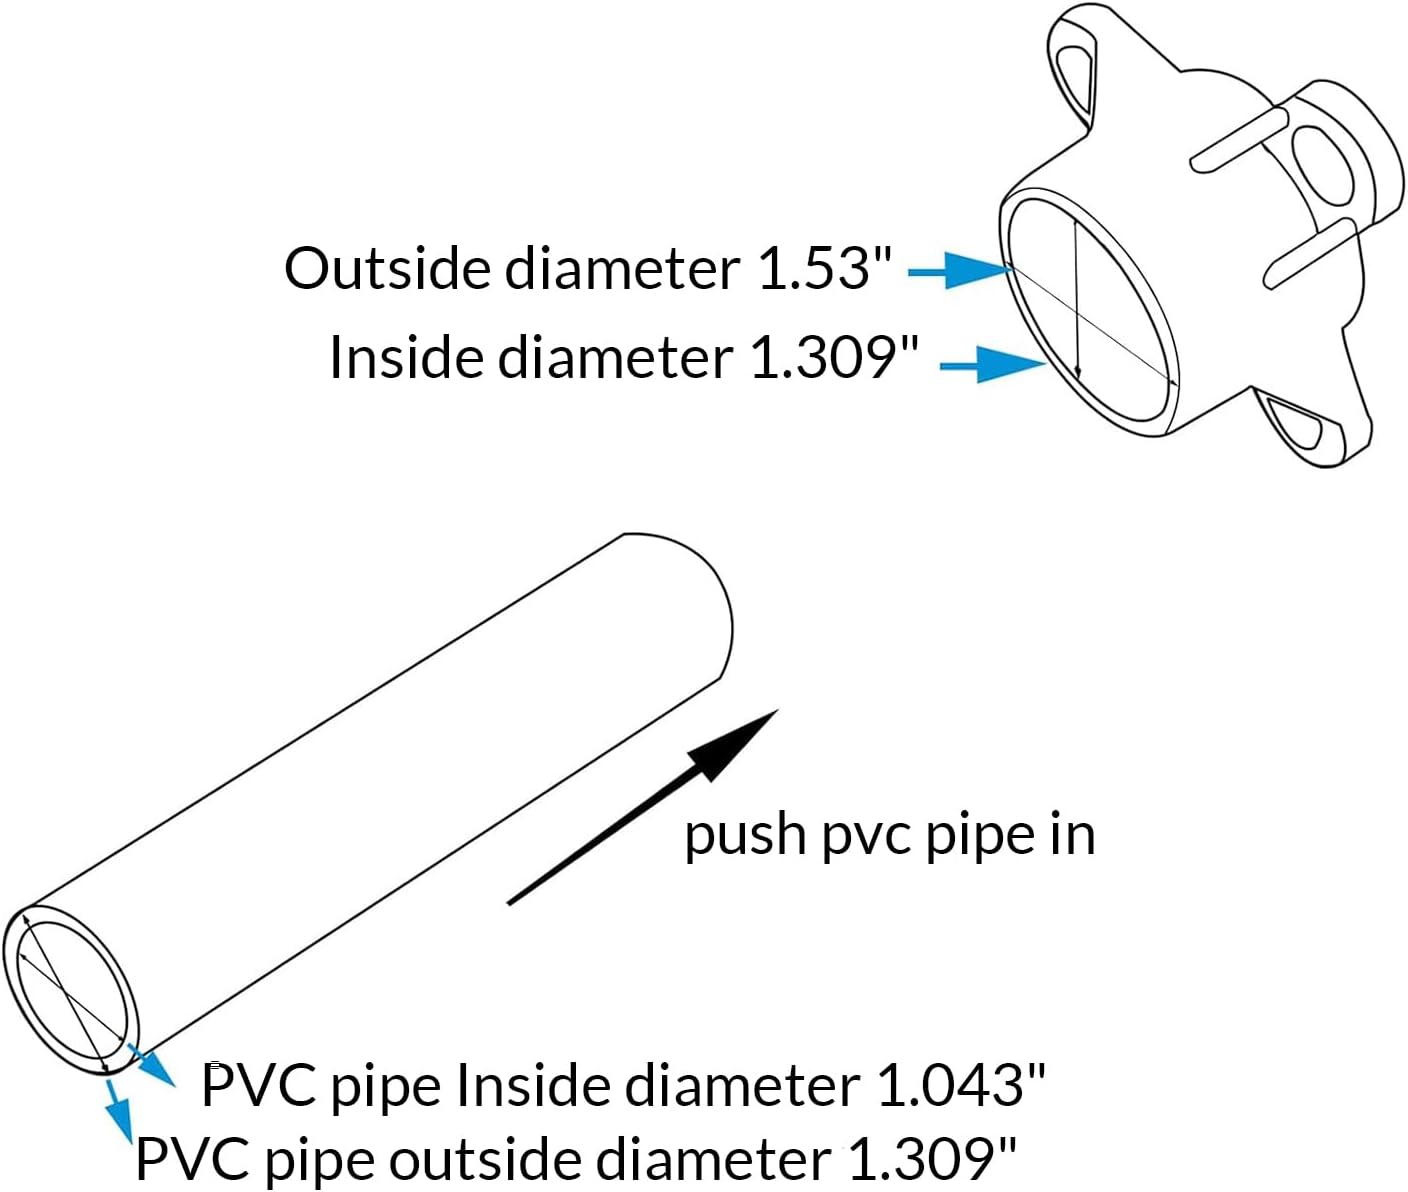 Outside diameter 1.53"
Inside diameter 1.309"
push pvc pipe in
PVC pipe Inside diameter 1.043"
PVC pipe outside diameter 1.309"